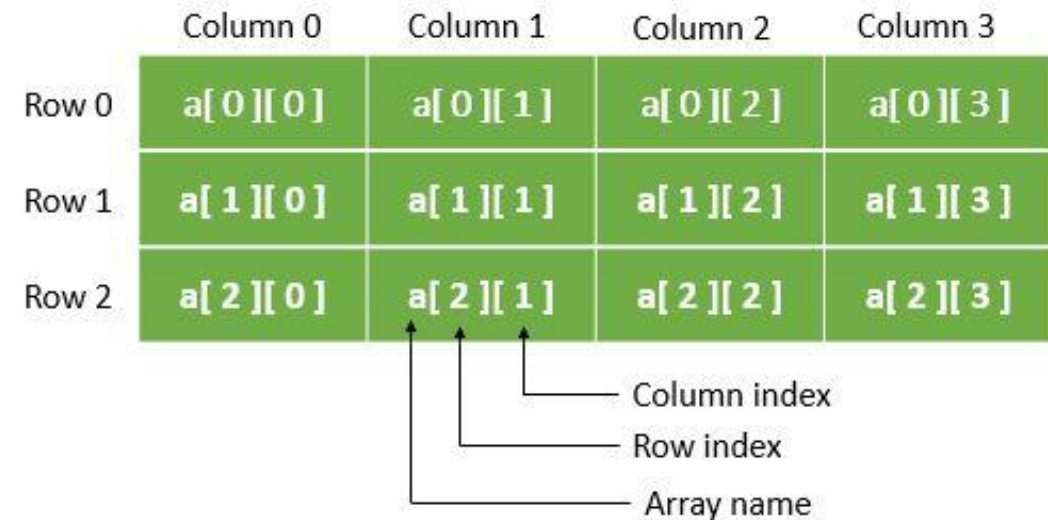 Column 0 Column 1 Column 2 Column 3
Row 0 a[ 0 ][ 0 ] a[ 0 ][ 1 ] a[ 0 ][ 2 ] a[ 0 ][ 3 ]
Row 1 a[ 1 ][ 0 ] a[ 1 ][ 1 ] a[ 1 ][ 2 ] a[ 1 ][ 3 ]
Row 2 a[ 2 ][ 0 ] a[ 2 ][ 1 ] a[ 2 ][ 2 ] a[ 2 ][ 3 ]
Column index
Row index
Array name